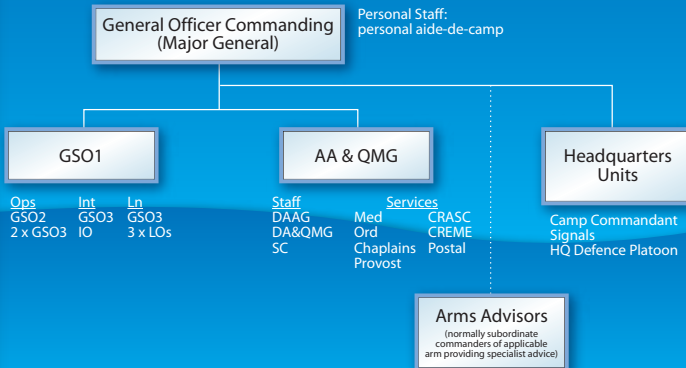 General Officer Commanding
(Major General)
Personal Staff:
personal aide-de-camp
GSO1
AA & QMG
Headquarters
Units
Ops Int Ln
GSO2 GSO3 GSO3
2 x GSO3 IO 3 x LOs
Staff Services
DAAG Med CRASC
DA&QMG Ord CREME
SC Chaplains Postal
Provost
Camp Commandant
Signals
HQ Defence Platoon
Arms Advisors
(normally subordinate
commanders of applicable
arm providing specialist advice)